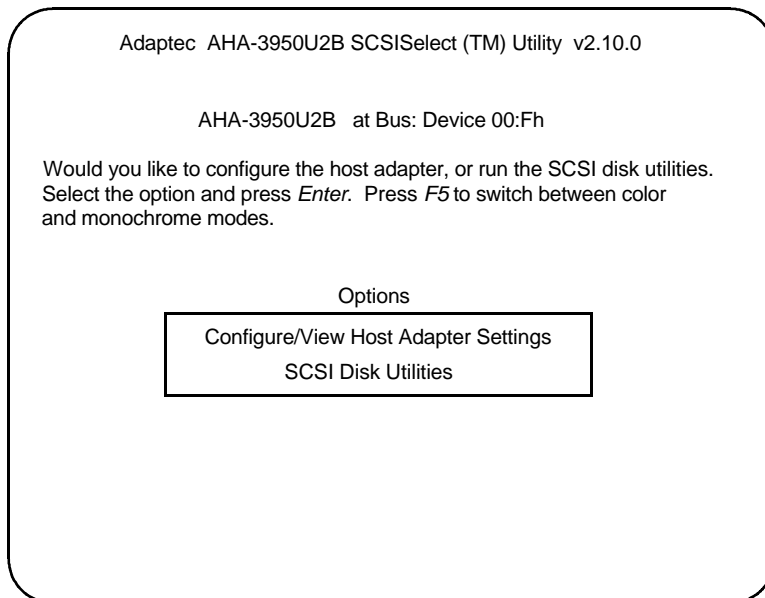 Adaptec AHA-3950U2B SCSISelect (TM) Utility v2.10.0
AHA-3950U2B at Bus: Device 00:Fh
Would you like to configure the host adapter, or run the SCSI disk utilities.
Select the option and press Enter. Press F5 to switch between color
and monochrome modes.
Options
Configure/View Host Adapter Settings
SCSI Disk Utilities